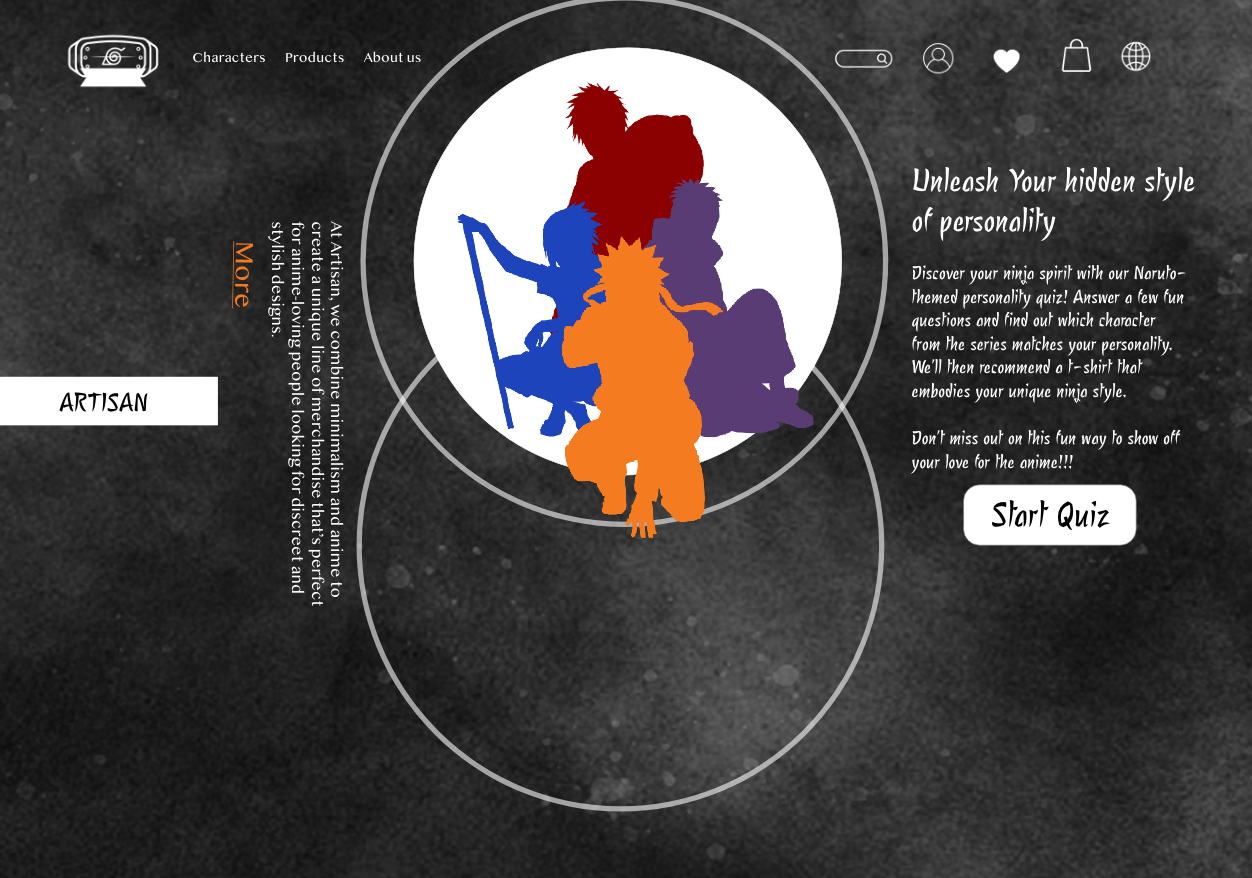 Characters Products About us
Unleash Your hidden style
of personality
Discover your ninja spirit with our Naruto-
themed personality quiz! Answer a few fun
questions and find out which character
from the series matches your personality.
We'll then recommend a t-shirt that
embodies your unique ninja style.
Don't miss out on this fun way to show off
your love for the anime!!!
Start Quiz
At Artisan, we combine minimalism and anime to
create a unique line of merchandise that's perfect
for anime-loving people looking for discreet and
stylish designs.
More
ARTISAN